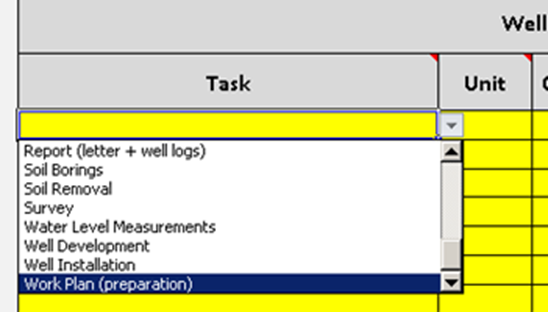 Well
Task Unit
Report (letter + well logs)
Soil Borings
Soil Removal
Survey
Water Level Measurements
Well Development
Well Installation
Work Plan (preparation)